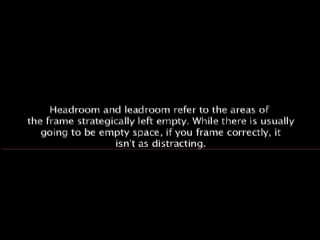 Headroom and leadroom refer to the areas of
the frame strategically left empty. While there is usually
going to be empty space, if you frame correctly, it
isn't as distracting.